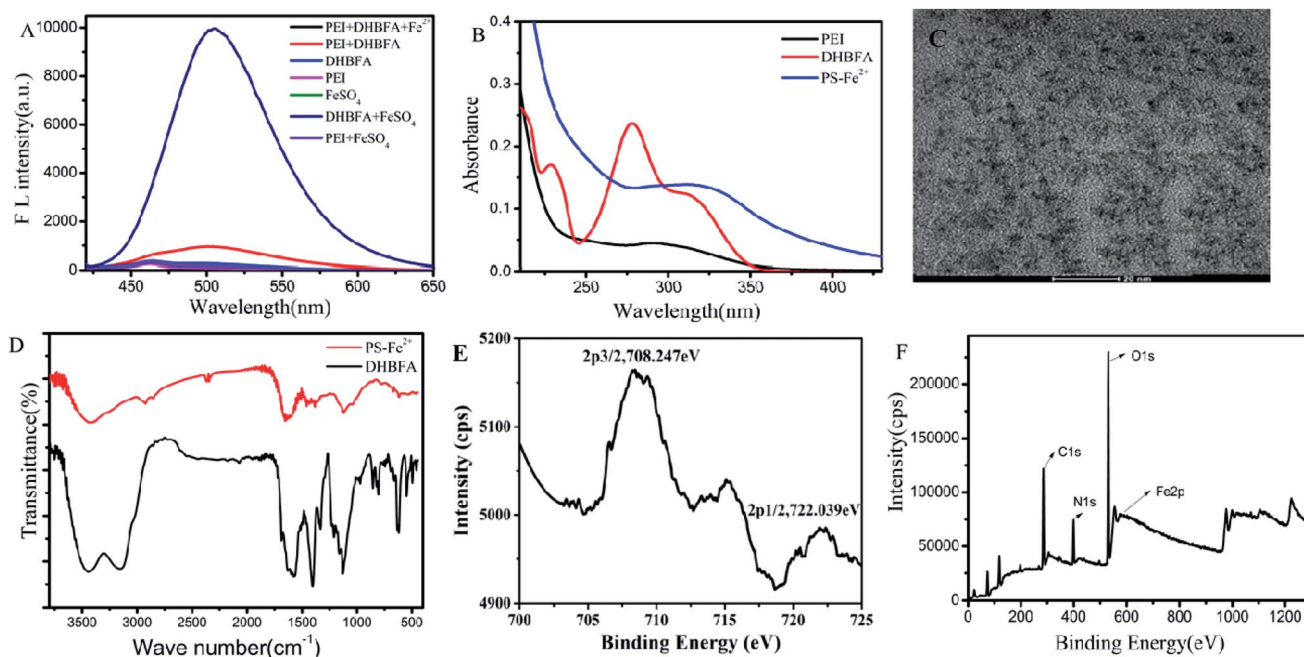 A
PEI+DHBFA+Fe²⁺
PEI+DHBFA
DHBFA
PEI
FeSO₄
DHBFA+FeSO₄
PEI+FeSO₄
10000
8000
6000
4000
2000
0
F L intensity(a.u.)
450 500 550 600 650
Wavelength(nm)
B
PEI
DHBFA
PS-Fe²⁺
0.4
0.3
0.2
0.1
0.0
Absorbance
250 300 350 400
Wavelength(nm)
C
20 nm
D
PS-Fe²⁺
DHBFA
Transmittance(%)
3500 3000 2500 2000 1500 1000 500
Wave number(cm⁻¹)
E
2p3/2,708.247eV
2p1/2,722.039eV
5200
5100
5000
4900
Intensity (cps)
700 705 710 715 720 725
Binding Energy (eV)
F
O1s
C1s
N1s
Fe2p
200000
150000
100000
50000
0
Intensity(cps)
0 200 400 600 800 1000 1200
Binding Energy(eV)